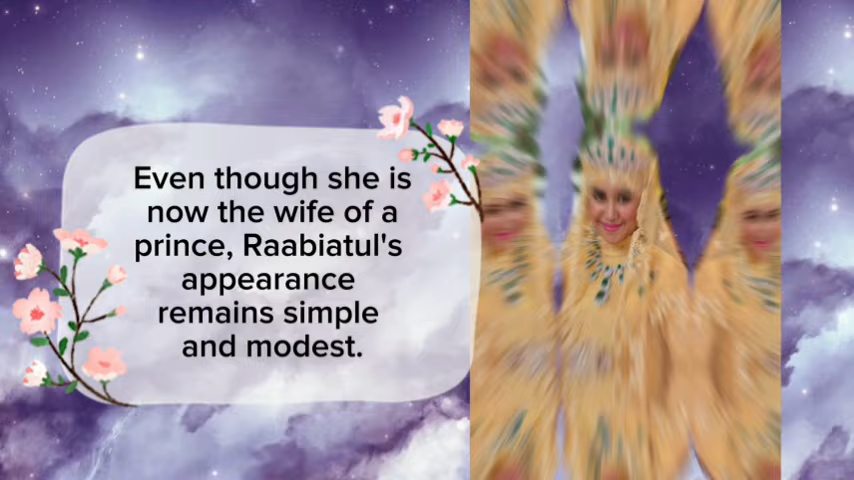 Even though she is
now the wife of a
prince, Raabiatul's
appearance
remains simple
and modest.